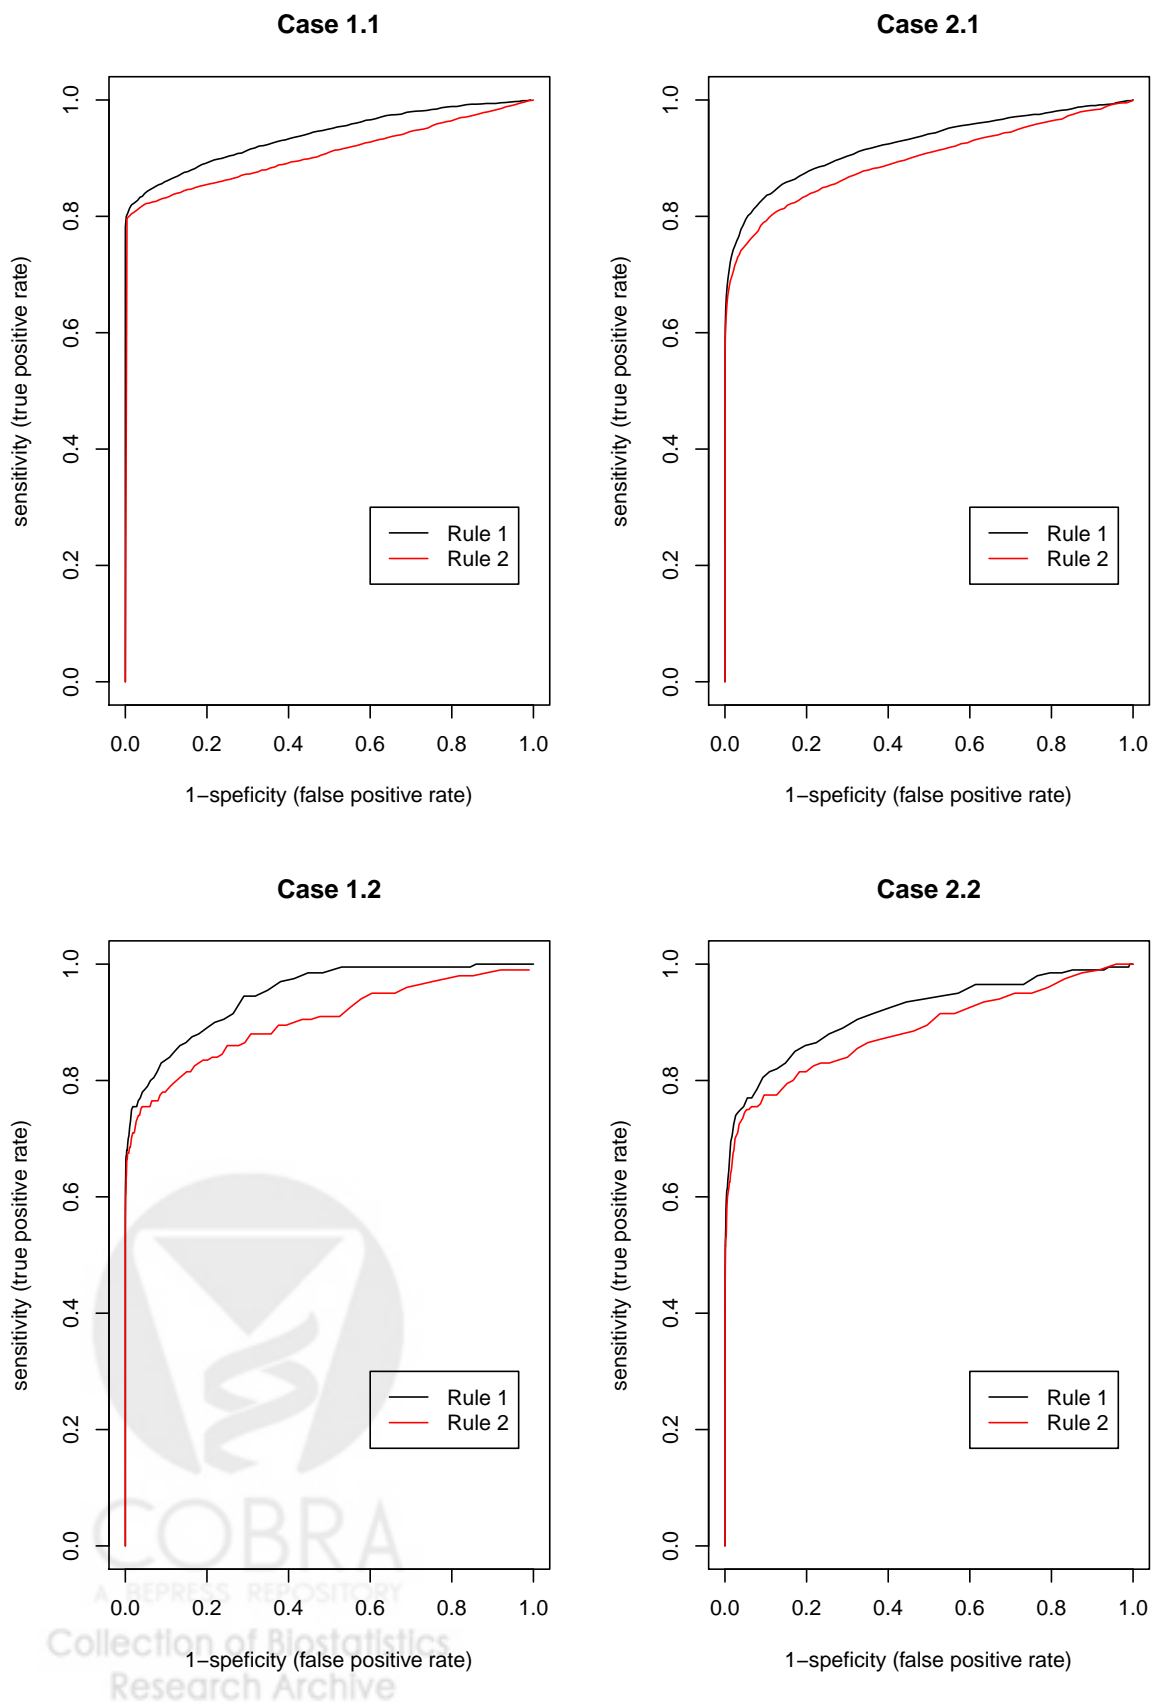 Case 1.1
sensitivity (true positive rate)
1.0
0.8
0.6
0.4
0.2
0.0
Rule 1
Rule 2
0.0 0.2 0.4 0.6 0.8 1.0
1−speficity (false positive rate)
Case 2.1
sensitivity (true positive rate)
1.0
0.8
0.6
0.4
0.2
0.0
Rule 1
Rule 2
0.0 0.2 0.4 0.6 0.8 1.0
1−speficity (false positive rate)
Case 1.2
sensitivity (true positive rate)
1.0
0.8
0.6
0.4
0.2
0.0
Rule 1
Rule 2
0.0 0.2 0.4 0.6 0.8 1.0
1−speficity (false positive rate)
Case 2.2
sensitivity (true positive rate)
1.0
0.8
0.6
0.4
0.2
0.0
Rule 1
Rule 2
0.0 0.2 0.4 0.6 0.8 1.0
1−speficity (false positive rate)
COBRA
A BEPRESS REPOSITORY
Collection of Biostatistics
Research Archive